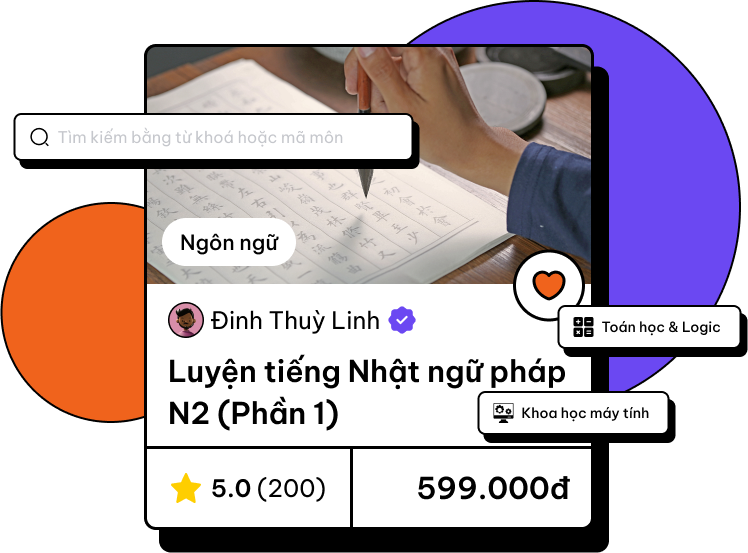 Tìm kiếm bằng từ khoá hoặc mã môn
Ngôn ngữ
Đinh Thuỳ Linh
Toán học & Logic
Luyện tiếng Nhật ngữ pháp
N2 (Phần 1)
Khoa học máy tính
5.0 (200)
599.000đ